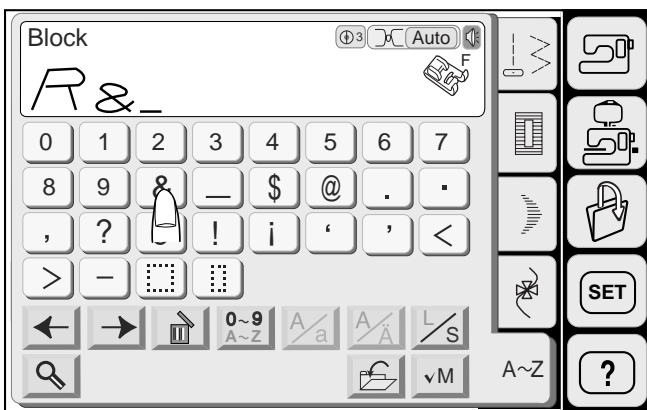 Block 3 Auto
F
R&_
0 1 2 3 4 5 6 7
8 9 & _ $ @ . ·
, ? ! ¡ ‘ ’ <
> –
0~9
A~Z A/a A/Ä L/S
√M
A~Z
SET
?